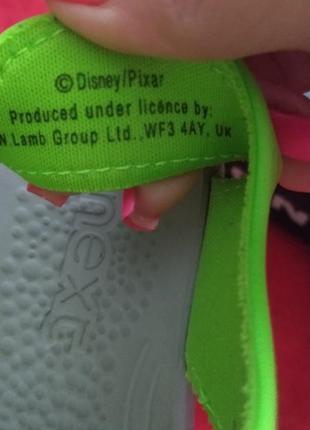 ©Disney/Pixar
Produced under licence by:
N.Lamb Group Ltd.,WF3 4AY, UK
next